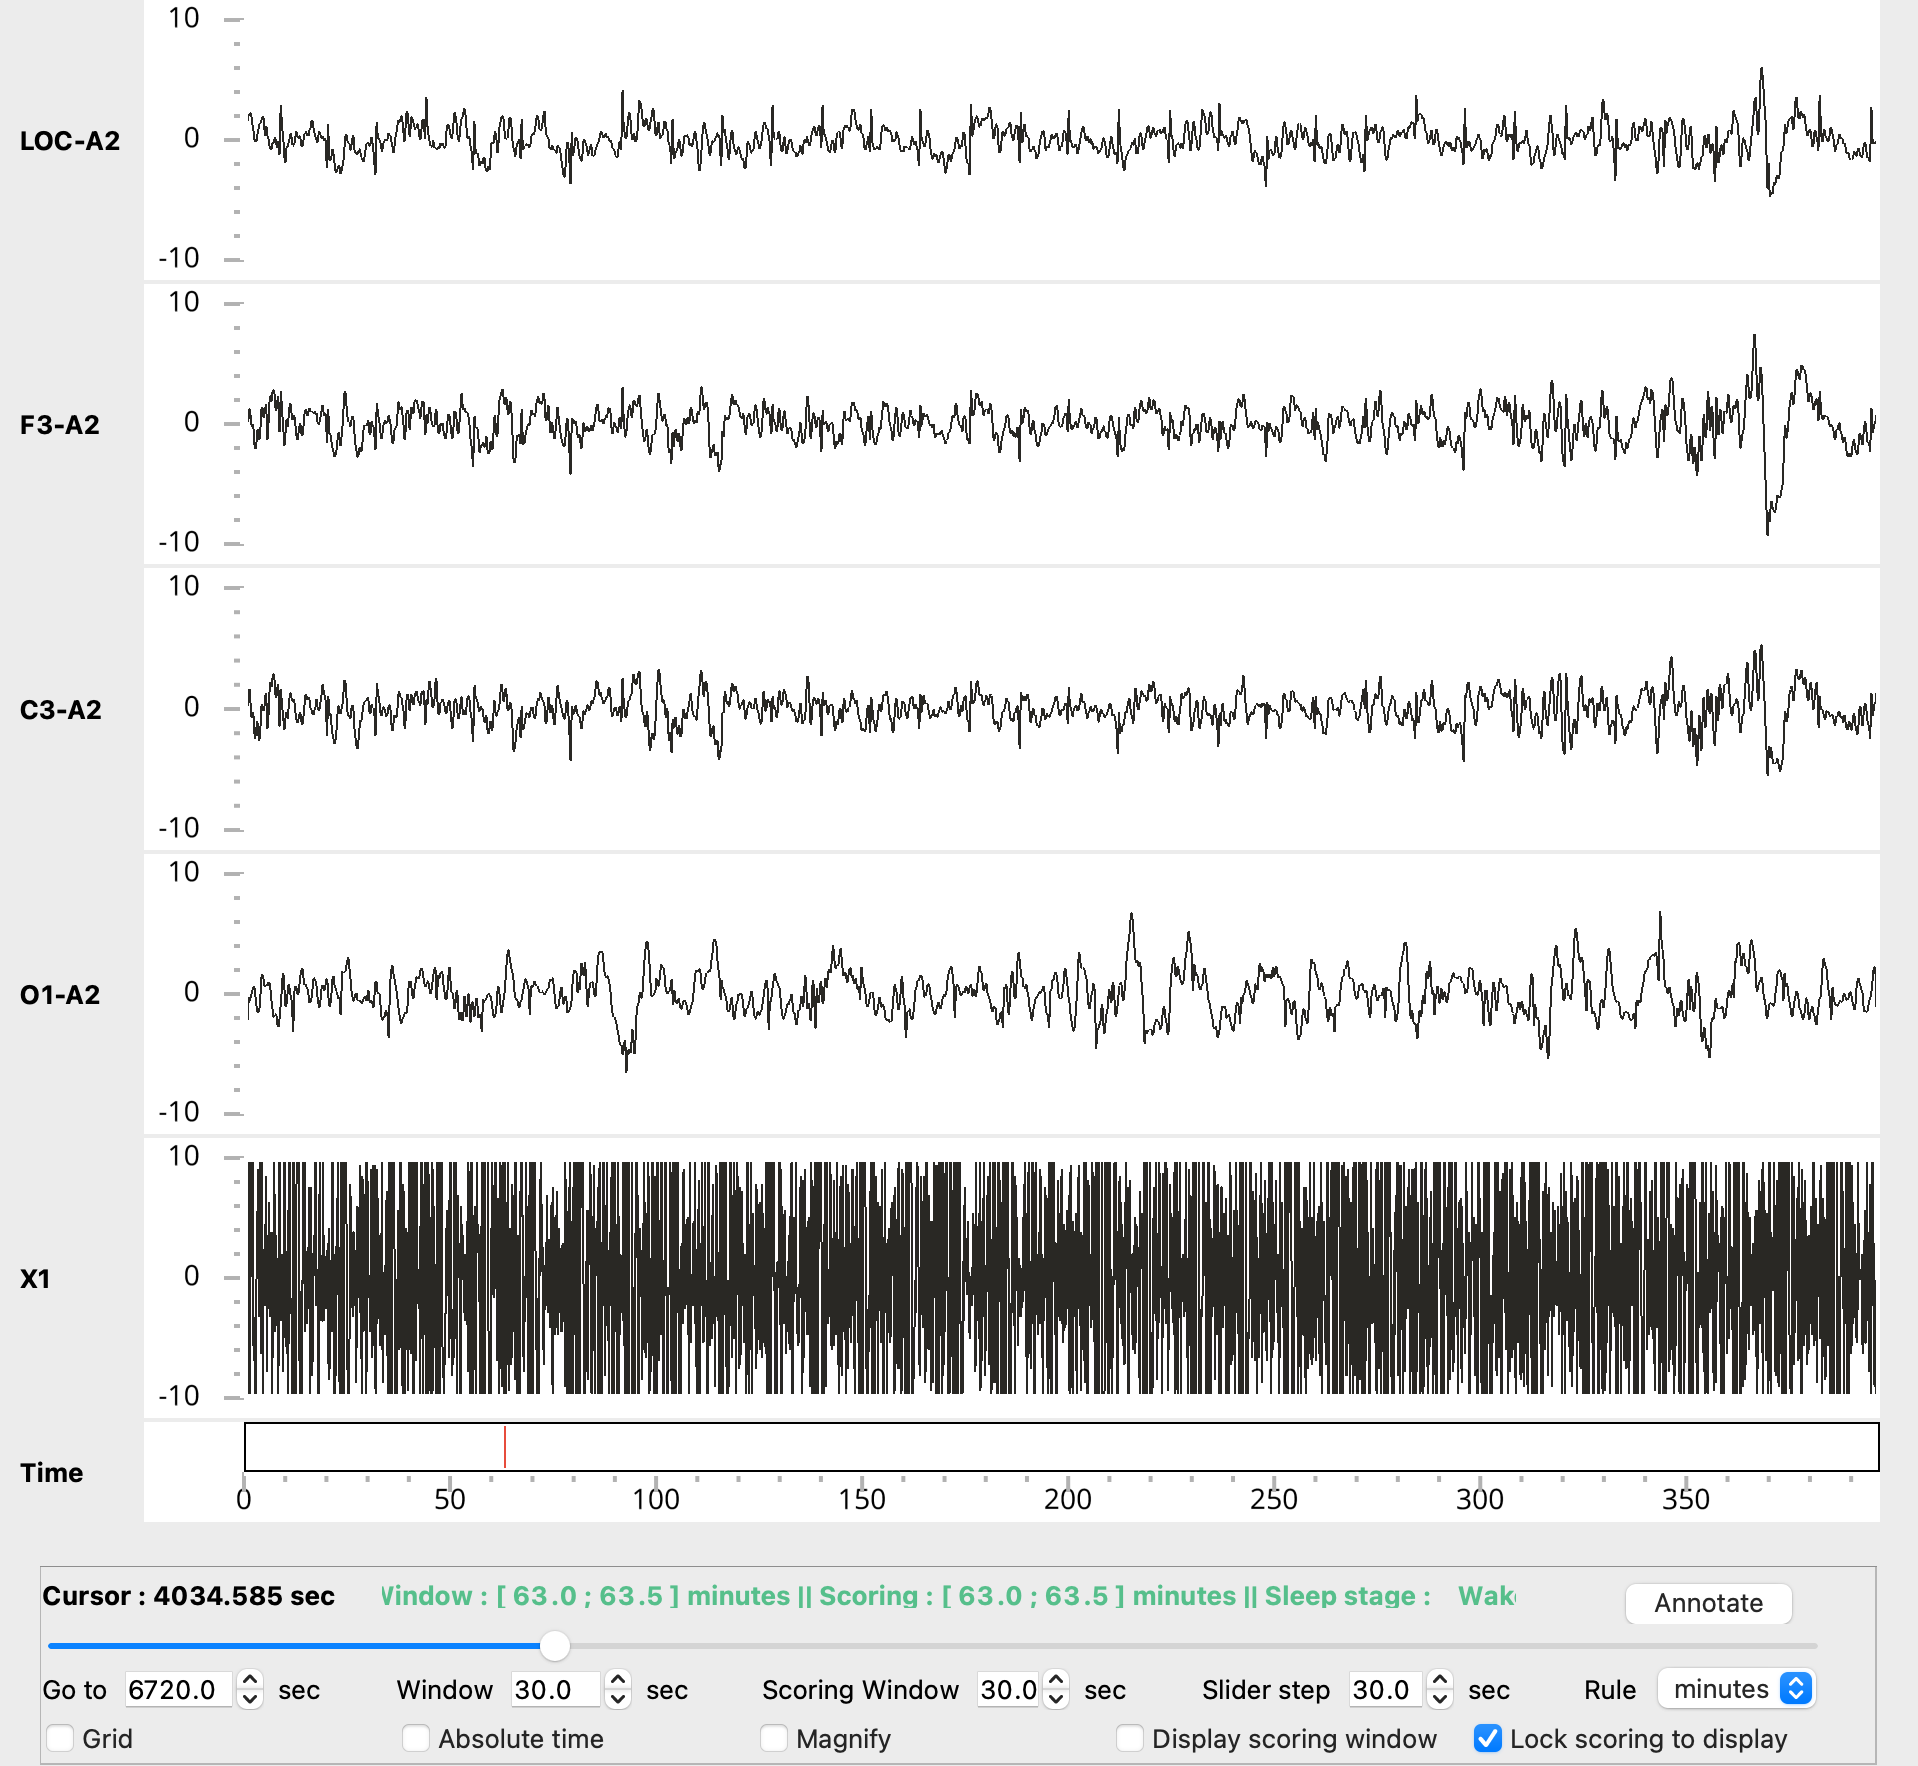 10
LOC-A2
0
-10
10
F3-A2
0
-10
10
C3-A2
0
-10
10
O1-A2
0
-10
10
X1
0
-10
Time
0 50 100 150 200 250 300 350
Cursor : 4034.585 sec Window : [ 63.0 ; 63.5 ] minutes || Scoring : [ 63.0 ; 63.5 ] minutes || Sleep stage : Wak Annotate
Go to 6720.0 sec Window 30.0 sec Scoring Window 30.0 sec Slider step 30.0 sec Rule minutes
Grid Absolute time Magnify Display scoring window Lock scoring to display